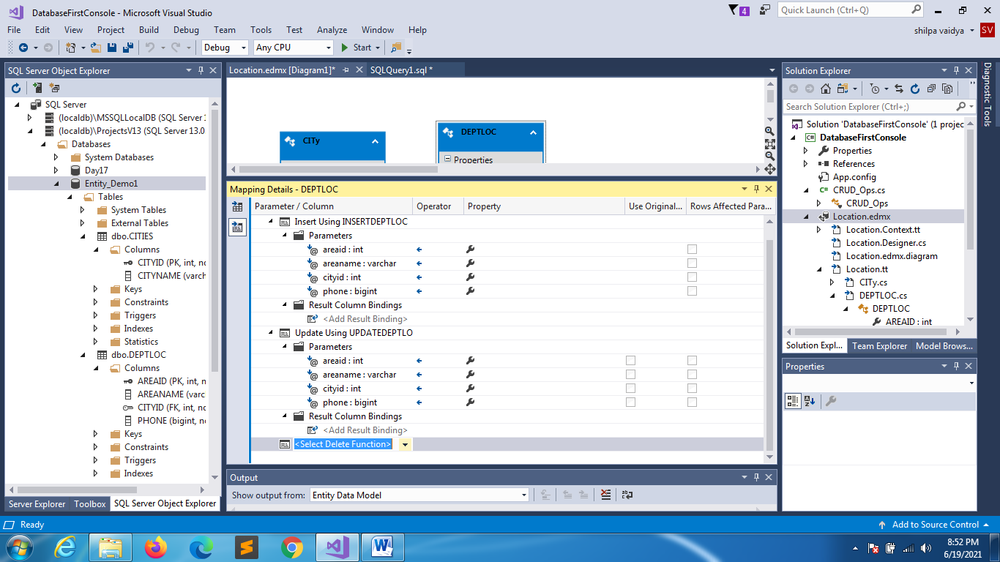 DatabaseFirstConsole - Microsoft Visual Studio
4
Quick Launch (Ctrl+Q)
File Edit View Project Build Debug Team Tools Test Analyze Window Help
shilpa vaidya SV
Debug Any CPU Start
SQL Server Object Explorer
SQL Server
(localdb)\MSSQLLocalDB (SQL Server 1
(localdb)\ProjectsV13 (SQL Server 13.0
Databases
System Databases
Day17
Entity_Demo1
Tables
System Tables
External Tables
dbo.CITIES
Columns
CITYID (PK, int, no
CITYNAME (varch
Keys
Constraints
Triggers
Indexes
Statistics
dbo.DEPTLOC
Columns
AREAID (PK, int, n
AREANAME (varc
CITYID (FK, int, no
PHONE (bigint, n
Keys
Constraints
Triggers
Indexes
Server Explorer Toolbox SQL Server Object Explorer
Location.edmx [Diagram1]* SQLQuery1.sql *
CITy
DEPTLOC
Properties
Mapping Details - DEPTLOC
Parameter / Column Operator Property Use Original... Rows Affected Para...
Insert Using INSERTDEPTLOC
Parameters
areaid : int
areaname : varchar
cityid : int
phone : bigint
Result Column Bindings
<Add Result Binding>
Update Using UPDATEDEPTLO
Parameters
areaid : int
areaname : varchar
cityid : int
phone : bigint
Result Column Bindings
<Add Result Binding>
<Select Delete Function>
Output
Show output from: Entity Data Model
Solution Explorer
Search Solution Explorer (Ctrl+;)
Solution 'DatabaseFirstConsole' (1 projec
DatabaseFirstConsole
Properties
References
App.config
CRUD_Ops.cs
CRUD_Ops
Location.edmx
Location.Context.tt
Location.Designer.cs
Location.edmx.diagram
Location.tt
CITy.cs
DEPTLOC.cs
DEPTLOC
AREAID : int
Solution Expl... Team Explorer Model Brows...
Properties
Diagnostic Tools
Ready
Add to Source Control
8:52 PM
6/19/2021